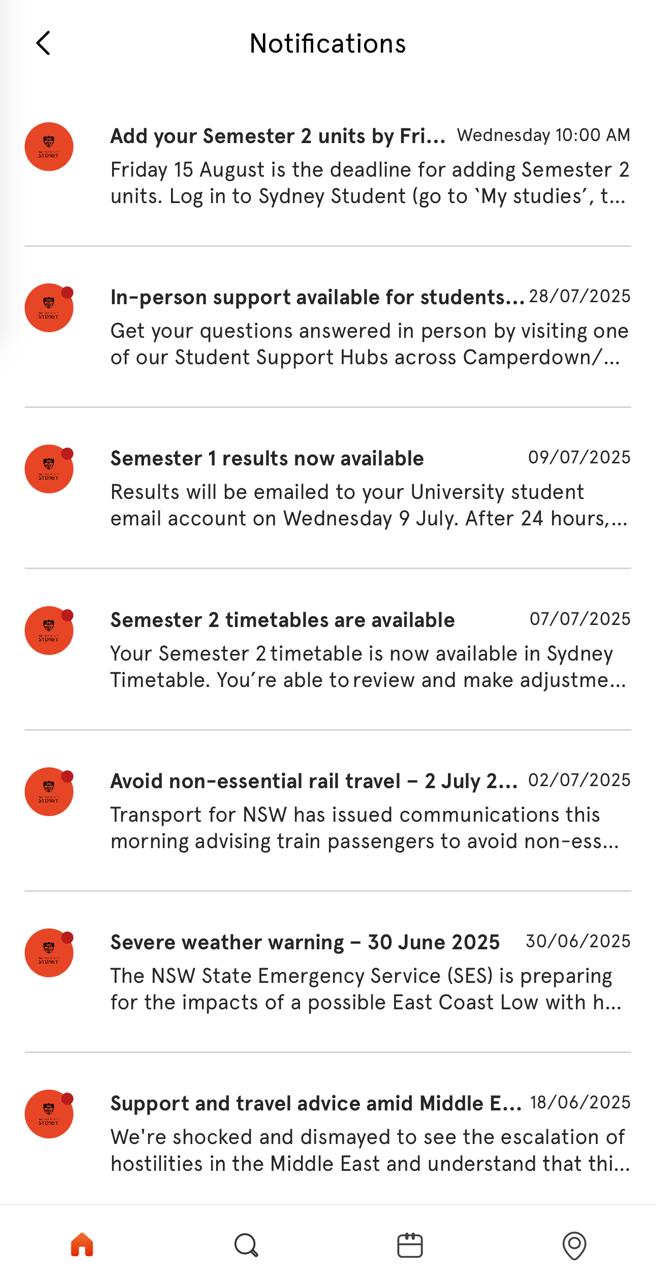 Notifications
Add your Semester 2 units by Fri... Wednesday 10:00 AM
Friday 15 August is the deadline for adding Semester 2
units. Log in to Sydney Student (go to ‘My studies’, t...
In-person support available for students... 28/07/2025
Get your questions answered in person by visiting one
of our Student Support Hubs across Camperdown/...
Semester 1 results now available 09/07/2025
Results will be emailed to your University student
email account on Wednesday 9 July. After 24 hours,...
Semester 2 timetables are available 07/07/2025
Your Semester 2 timetable is now available in Sydney
Timetable. You’re able to review and make adjustme...
Avoid non-essential rail travel – 2 July 2... 02/07/2025
Transport for NSW has issued communications this
morning advising train passengers to avoid non-ess...
Severe weather warning – 30 June 2025 30/06/2025
The NSW State Emergency Service (SES) is preparing
for the impacts of a possible East Coast Low with h...
Support and travel advice amid Middle E... 18/06/2025
We're shocked and dismayed to see the escalation of
hostilities in the Middle East and understand that thi...